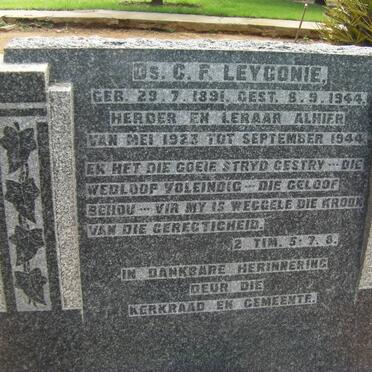 DS. C. F. LEYGONIE.
GEB. 29.7.1891. GEST. 8.9.1944.
HERDER EN LERAAR ALHIER
VAN MEI 1923 TOT SEPTEMBER 1944
EK HET DIE GOEIE STRYD GESTRY — DIE
WEDLOOP VOLEINDIG — DIE GELOOF
BEHOU — VIR MY IS WEGGELE DIE KROON
VAN DIE GEREGTIGHEID.
2 TIM. 5-7, 8.
IN DANKBARE HERINNERING
DEUR DIE
KERKRAAD EN GEMEENTE.